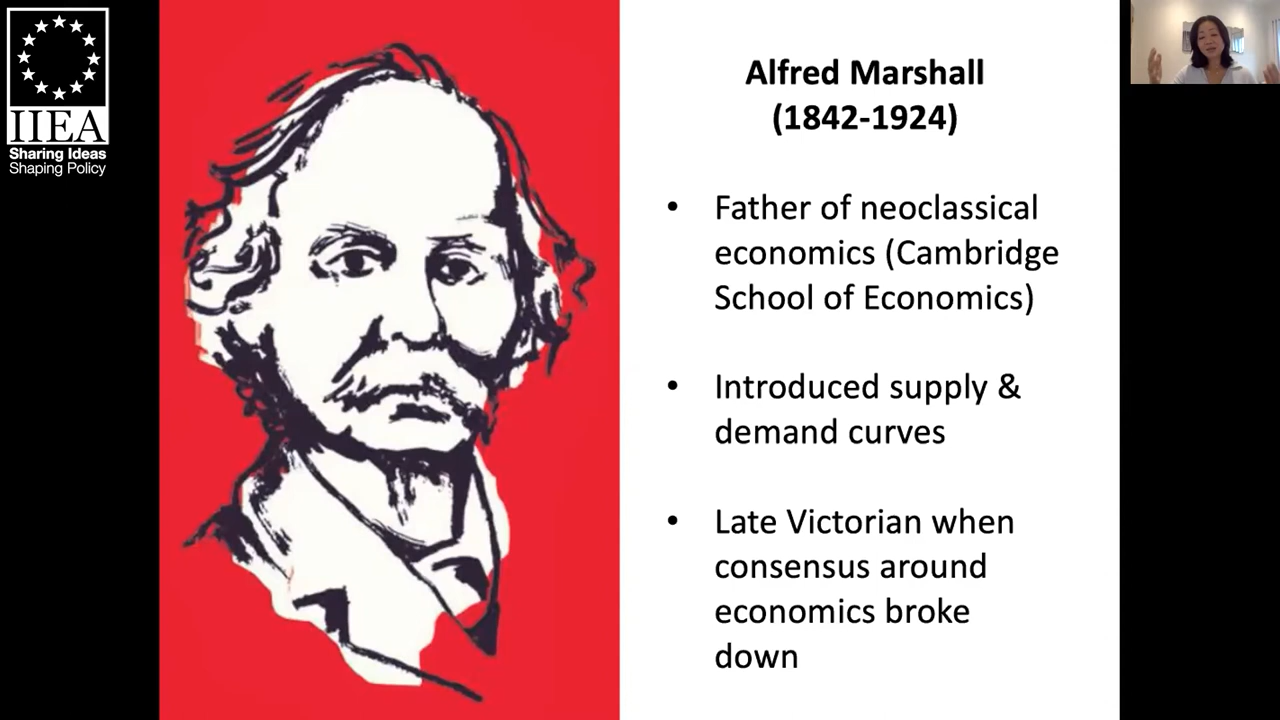 IIEA
Sharing Ideas
Shaping Policy
Alfred Marshall
(1842-1924)
• Father of neoclassical
economics (Cambridge
School of Economics)
• Introduced supply &
demand curves
• Late Victorian when
consensus around
economics broke
down